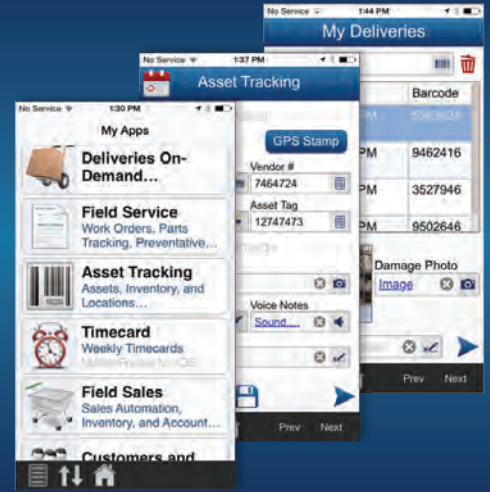 No Service
1:44 PM
My Deliveries
Barcode
PM
9462416
PM
3527946
PM
9502646
Damage Photo
Image
Prev
Next
No Service
1:37 PM
Asset Tracking
GPS Stamp
Vendor #
7464724
Asset Tag
12747473
Voice Notes
Sound....
Prev
Next
No Service
1:30 PM
My Apps
Deliveries On-
Demand...
Field Service
Work Orders, Parts
Tracking, Preventative...
Asset Tracking
Assets, Inventory, and
Locations...
Timecard
Weekly Timecards
Field Sales
Sales Automation,
Inventory, and Account...
Customers and